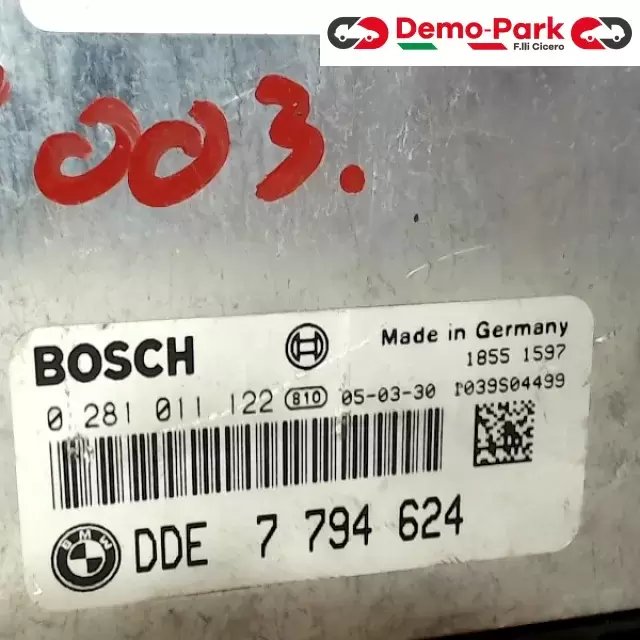 Demo-Park
F.lli Cicero
003.
BOSCH
Made in Germany
1855 1597
0 281 011 122 810 05-03-30 1039S04499
BMW
DDE 7 794 624